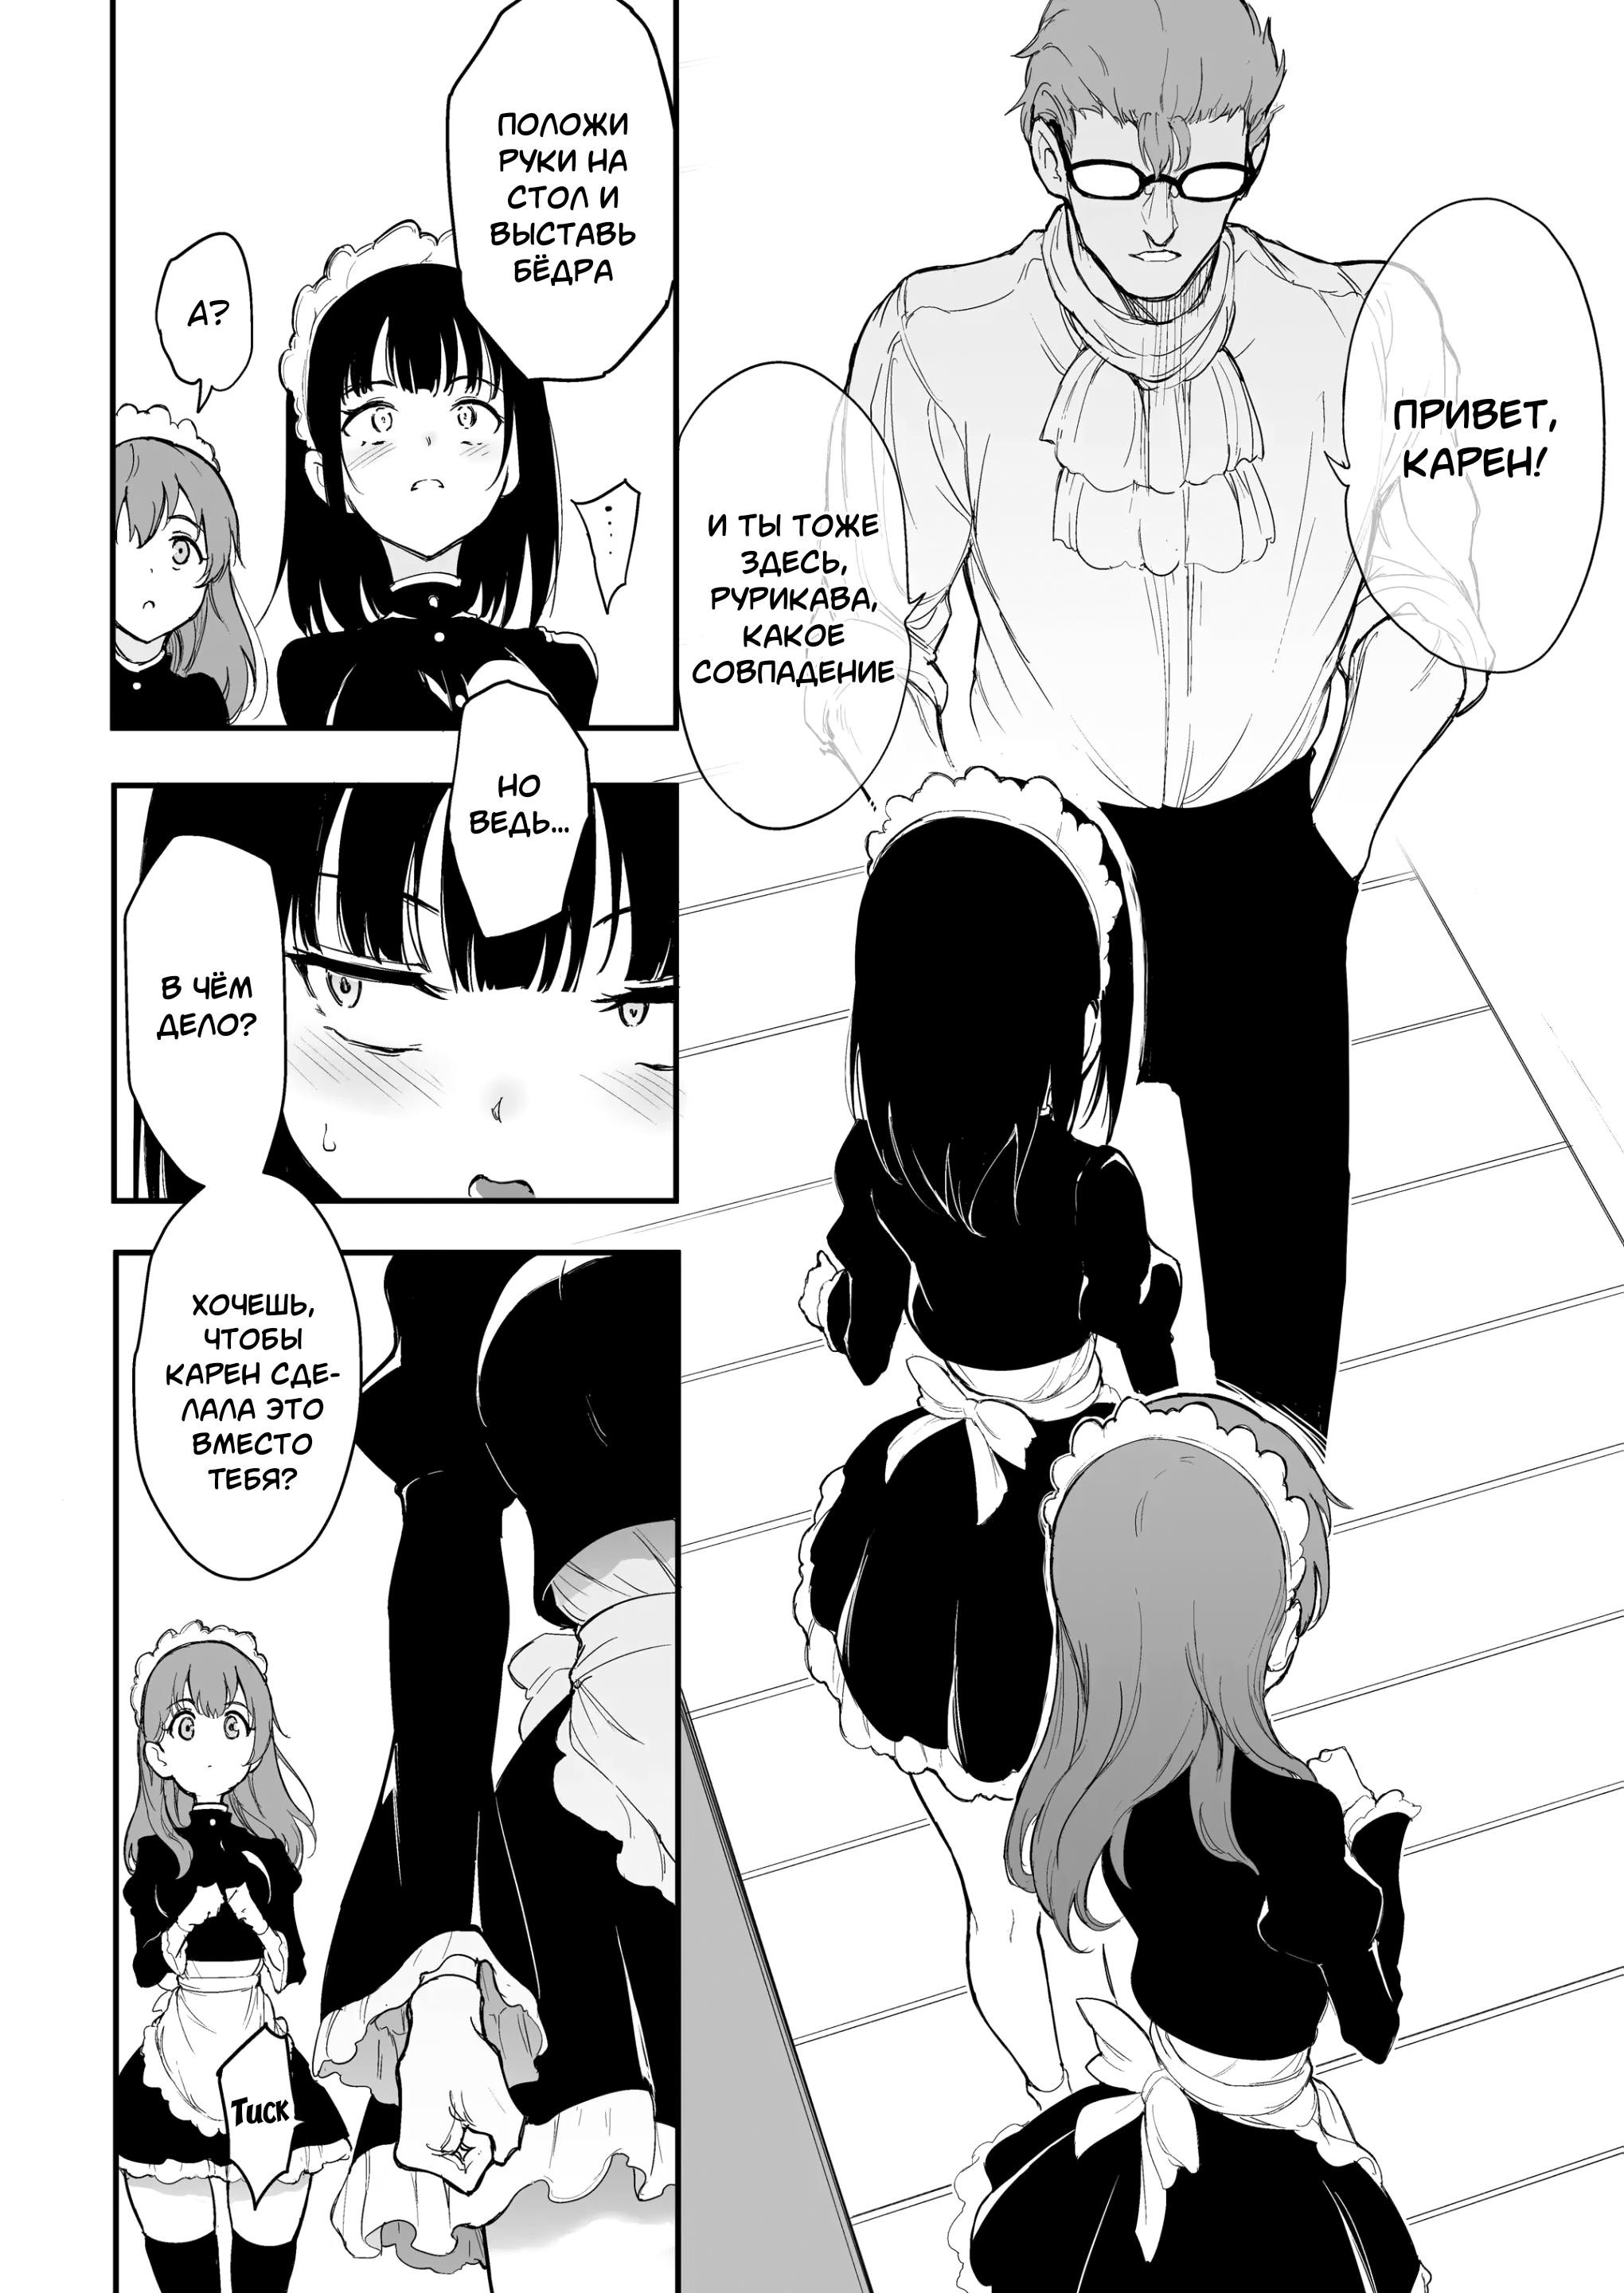 ПРИВЕТ,
КАРЕН!
И ТЫ ТОЖЕ
ЗДЕСЬ,
РУРИКАВА,
КАКОЕ
СОВПАДЕНИЕ
ПОЛОЖИ
РУКИ НА
СТОЛ И
ВЫСТАВЬ
БЁДРА
А?
...
НО
ВЕДЬ...
В ЧЁМ
ДЕЛО?
ХОЧЕШЬ,
ЧТОБЫ
КАРЕН СДЕ-
ЛАЛА ЭТО
ВМЕСТО
ТЕБЯ?
Тиск